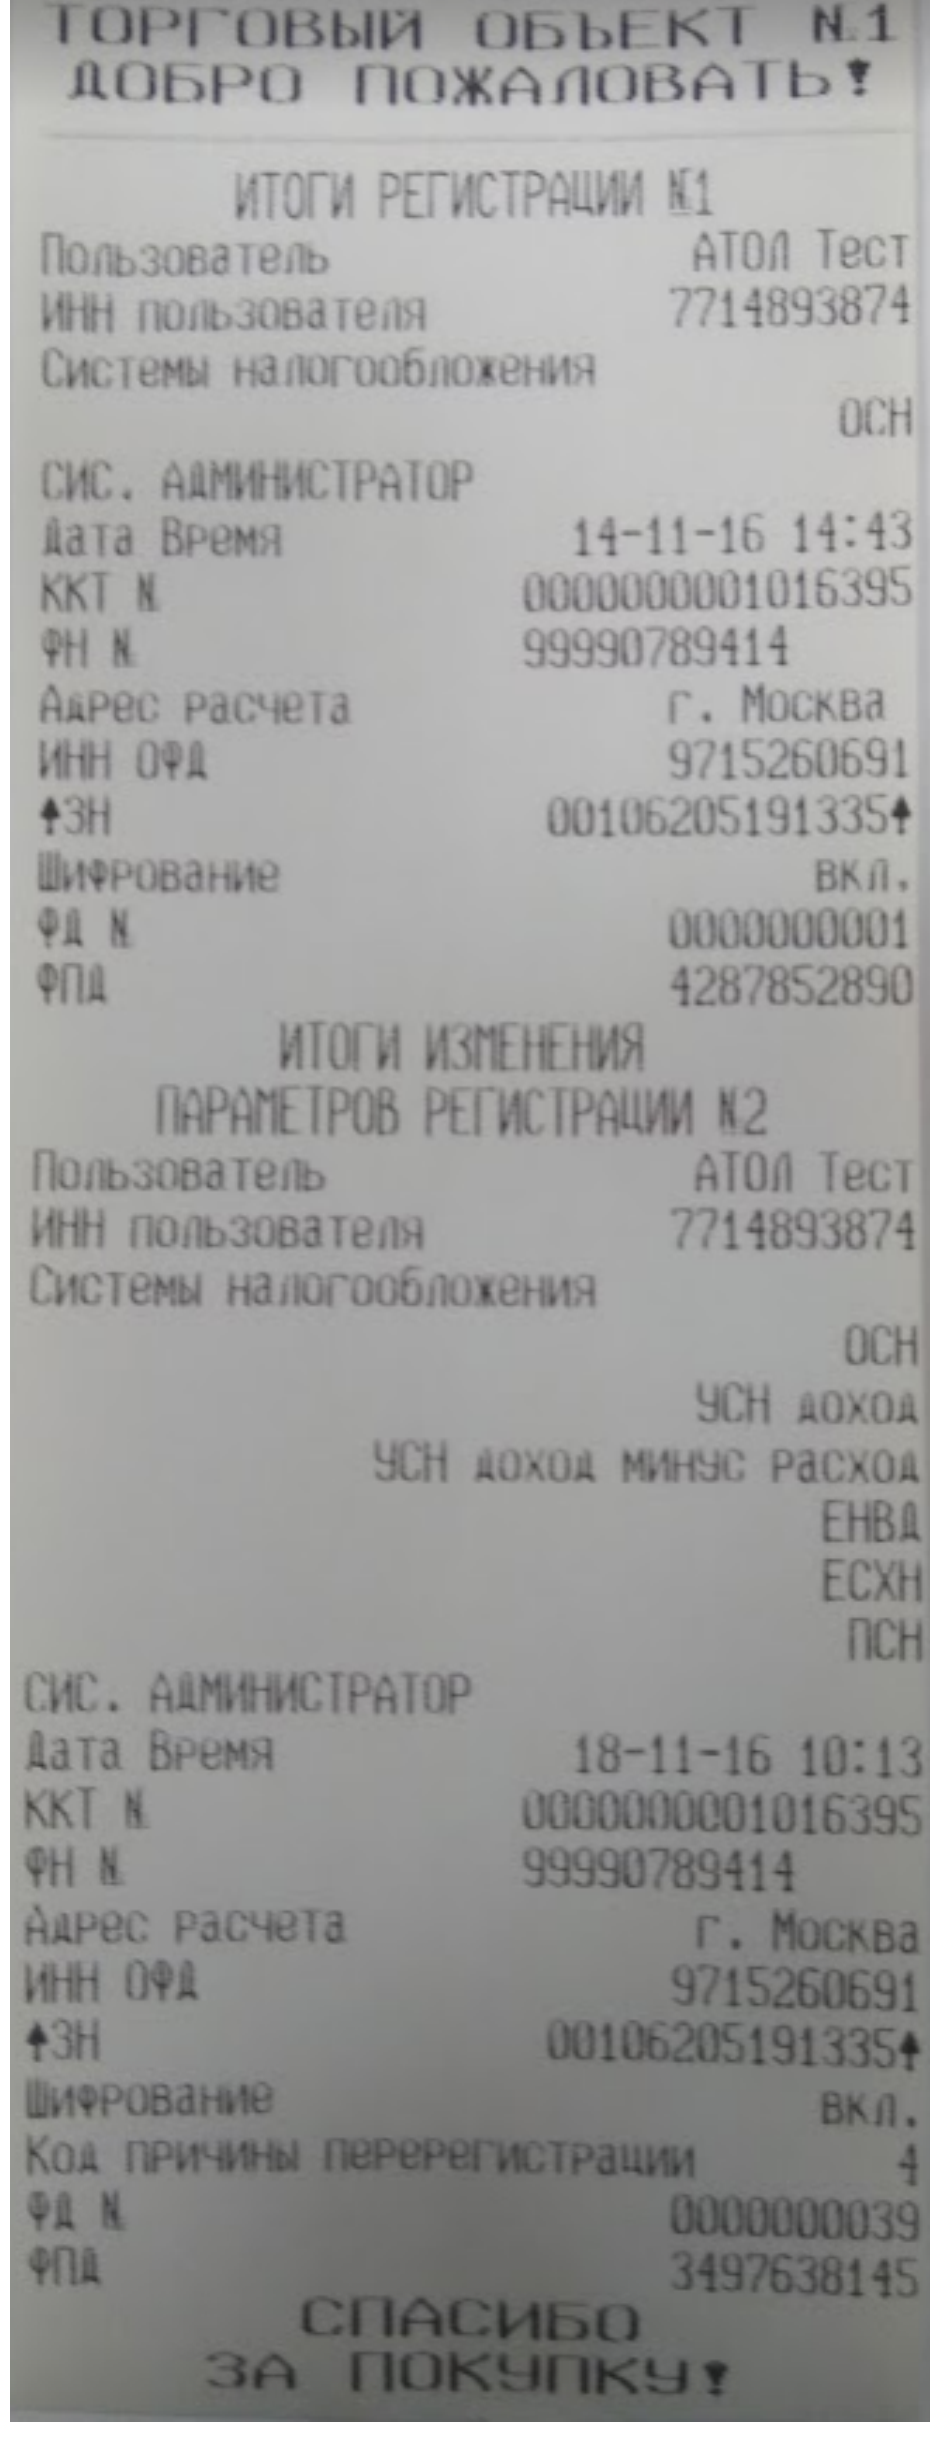 ТОРГОВЫЙ ОБЪЕКТ №1
ДОБРО ПОЖАЛОВАТЬ!
ИТОГИ РЕГИСТРАЦИИ №1
Пользователь АТОЛ Тест
ИНН пользователя 7714893874
Системы налогообложения
ОСН
СИС. АДМИНИСТРАТОР
Дата Время 14-11-16 14:43
ККТ № 0000000001016395
ФН № 99990789414
Адрес расчета г. Москва
ИНН ОФД 9715260691
♠ЗН 00106205191335♠
Шифрование вкл.
ФД № 0000000001
ФПД 4287852890
ИТОГИ ИЗМЕНЕНИЯ
ПАРАМЕТРОВ РЕГИСТРАЦИИ №2
Пользователь АТОЛ Тест
ИНН пользователя 7714893874
Системы налогообложения
ОСН
УСН доход
УСН доход минус расход
ЕНВД
ЕСХН
ПСН
СИС. АДМИНИСТРАТОР
Дата Время 18-11-16 10:13
ККТ № 0000000001016395
ФН № 99990789414
Адрес расчета г. Москва
ИНН ОФД 9715260691
♠ЗН 00106205191335♠
Шифрование вкл.
Код причины перерегистрации 4
ФД № 0000000039
ФПД 3497638145
СПАСИБО
ЗА ПОКУПКУ!